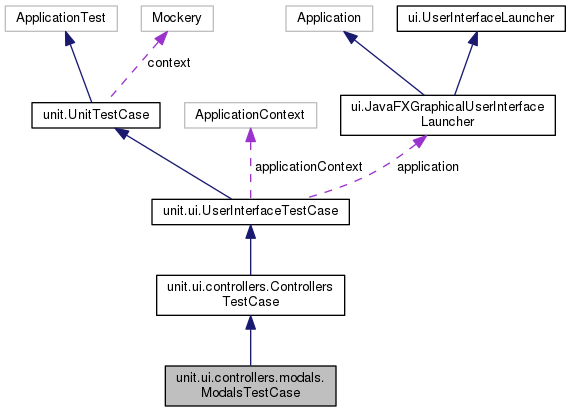 ApplicationTest
Mockery
Application
ui.UserInterfaceLauncher
context
unit.UnitTestCase
ApplicationContext
ui.JavaFXGraphicalUserInterface
Launcher
applicationContext
application
unit.ui.UserInterfaceTestCase
unit.ui.controllers.Controllers
TestCase
unit.ui.controllers.modals.
ModalsTestCase